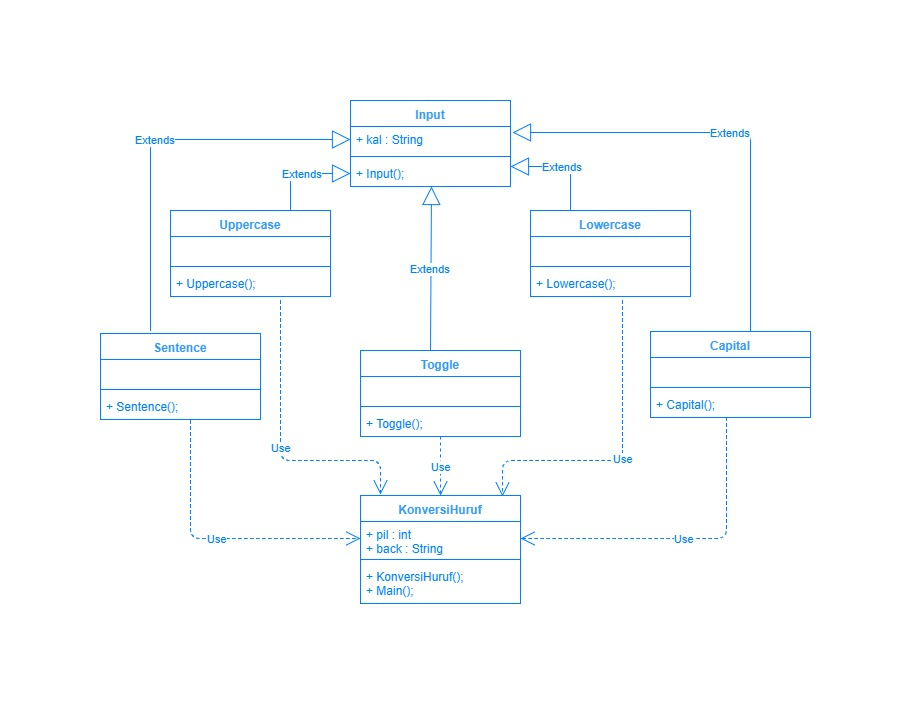 Input
+ kal : String
+ Input();
Extends
Extends
Extends
Extends
Extends
Uppercase
+ Uppercase();
Lowercase
+ Lowercase();
Sentence
+ Sentence();
Toggle
+ Toggle();
Capital
+ Capital();
Use
Use
Use
Use
Use
KonversiHuruf
+ pil : int
+ back : String
+ KonversiHuruf();
+ Main();